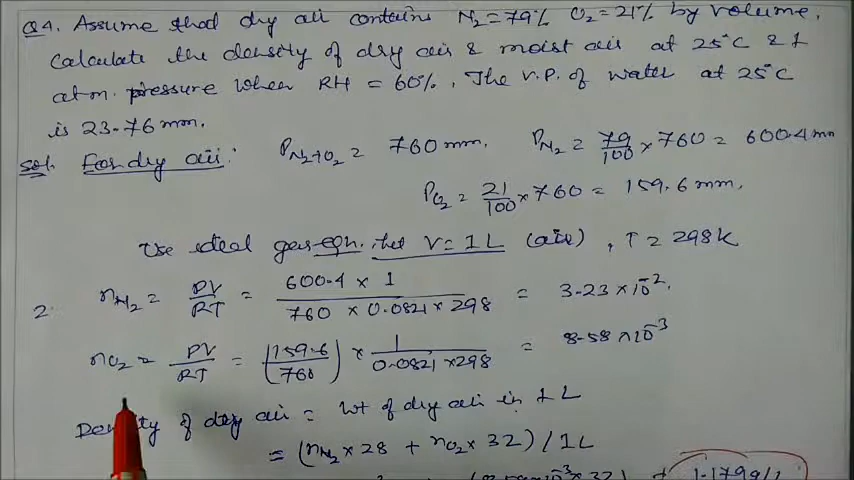 Q4. Assume that dry air contains N2=79% O2=21% by volume.
Calculate the density of dry air & moist air at 25°C & 1
atm. pressure when RH = 60%. The V.P. of water at 25°C
is 23.76 mm.
Sol. For dry air: PN2+O2 = 760 mm. PN2 = 79/100 × 760 = 600.4 mm
PO2 = 21/100 × 760 = 159.6 mm.
Use ideal gas eqn. let V = 1 L (air), T = 298K
2. nN2 = PV/RT = 600.4 × 1 / 760 × 0.0821 × 298 = 3.23 × 10⁻².
nO2 = PV/RT = (159.6/760) × 1/0.0821 × 298 = 8.58 × 10⁻³
Density of dry air = wt of dry air in 1 L
= (nN2 × 28 + nO2 × 32) / 1L
× 32) 1.179 g/